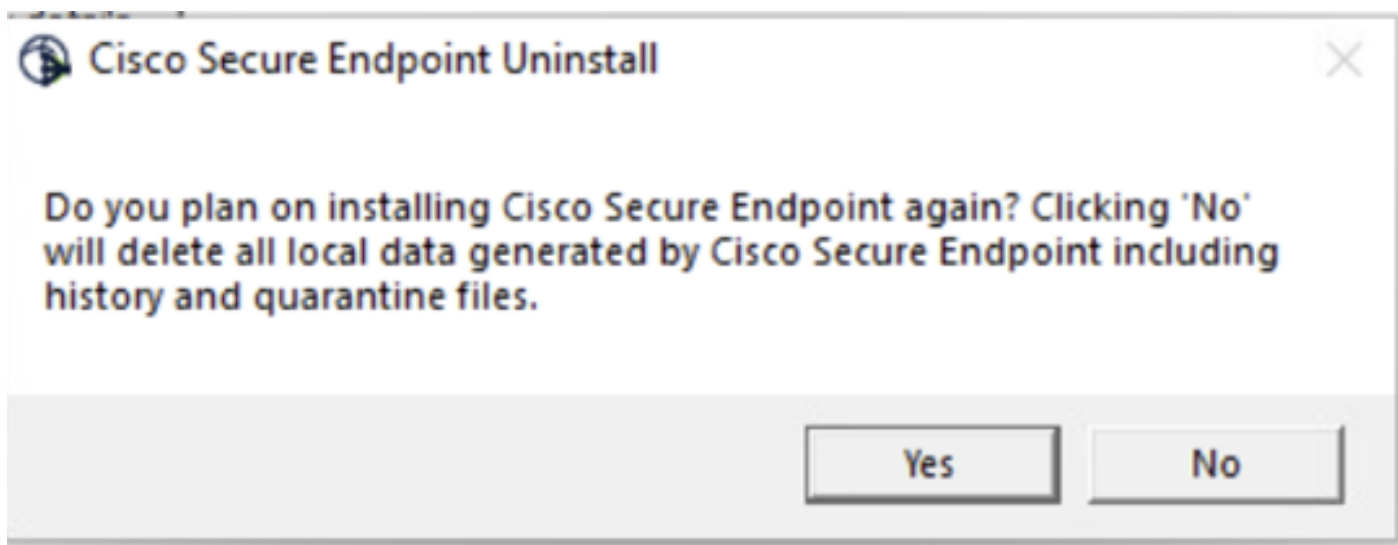 Cisco Secure Endpoint Uninstall
Do you plan on installing Cisco Secure Endpoint again? Clicking 'No'
will delete all local data generated by Cisco Secure Endpoint including
history and quarantine files.
Yes
No